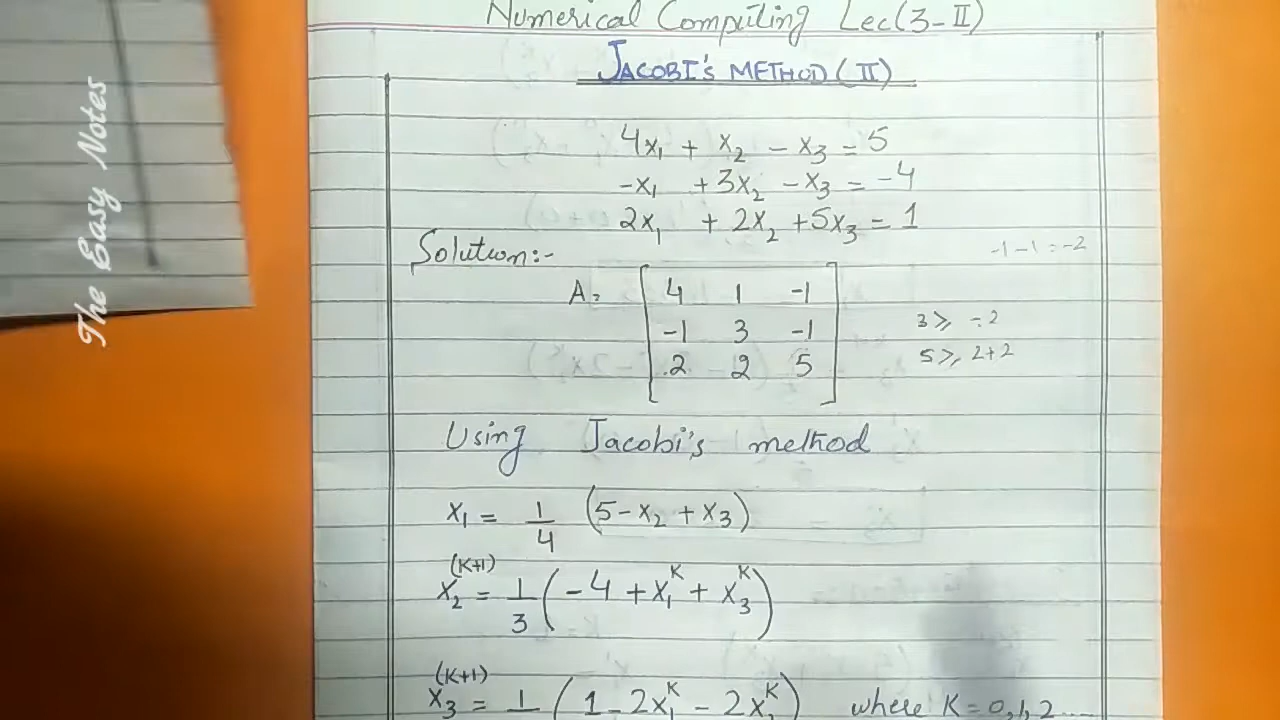 Numerical Computing Lec(3-II)
JACOBI's METHOD (II)
4x₁ + x₂ - x₃ = 5
-x₁ + 3x₂ - x₃ = -4
2x₁ + 2x₂ + 5x₃ = 1
Solution:-
-1 -1 = -2
A = [4 1 -1
-1 3 -1
2 2 5]
3 ≥ -2
5 ≥ 2+2
Using Jacobi's method
x₁ = 1/4 (5 - x₂ + x₃)
x₂^(K+1) = 1/3 (-4 + x₁^K + x₃^K)
x₃^(K+1) = 1 (1 - 2x₁^K - 2x₂^K) where K = 0,1,2....
The Easy Notes